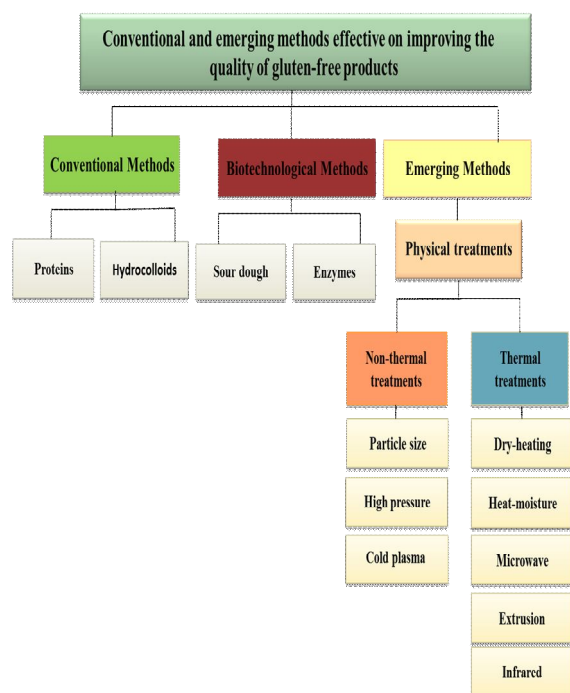 Conventional and emerging methods effective on improving the
quality of gluten-free products
Conventional Methods
Biotechnological Methods
Emerging Methods
Proteins
Hydrocolloids
Sour dough
Enzymes
Physical treatments
Non-thermal
treatments
Thermal
treatments
Particle size
Dry-heating
High pressure
Heat-moisture
Cold plasma
Microwave
Extrusion
Infrared